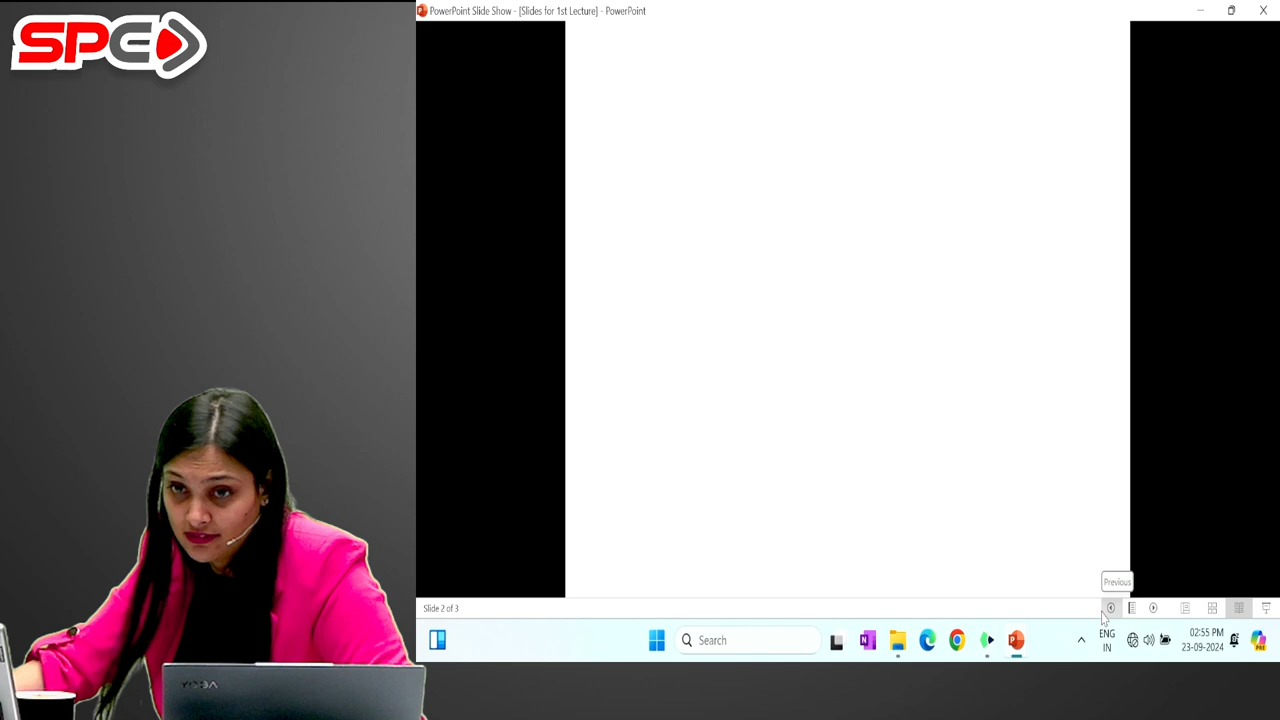 SPE
PowerPoint Slide Show - [Slides for 1st Lecture] - PowerPoint
Previous
Slide 2 of 3
Search
ENG
IN
02:55 PM
23-09-2024
PRE
YOGA